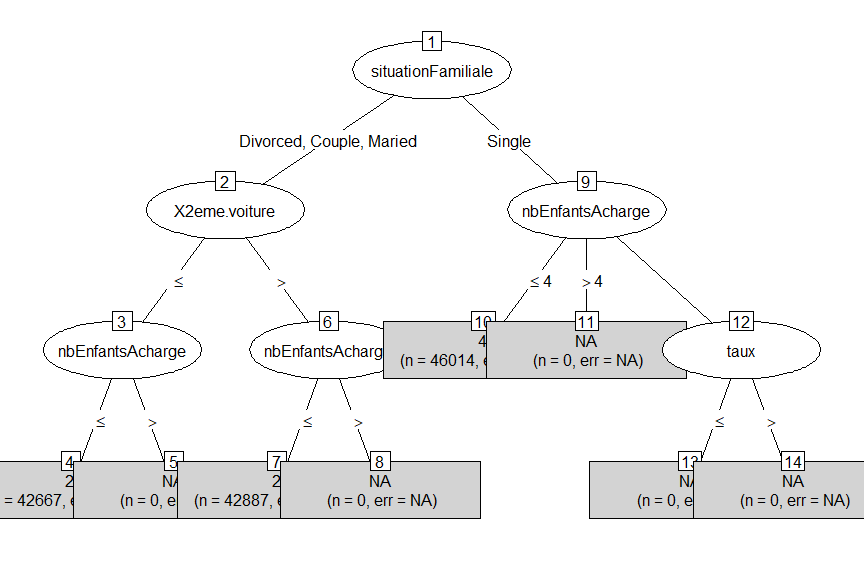 1
situationFamiliale
Divorced, Couple, Maried
Single
2
X2eme.voiture
9
nbEnfantsAcharge
≤
>
≤ 4
> 4
3
nbEnfantsAcharge
6
nbEnfantsAcharg
10
4
(n = 46014,
11
NA
(n = 0, err = NA)
12
taux
≤
>
≤
>
≤
>
4
2
= 42667,
5
NA
(n = 0, e
7
2
(n = 42887,
8
NA
(n = 0, err = NA)
13
(n = 0, e
14
NA
(n = 0, err = NA)